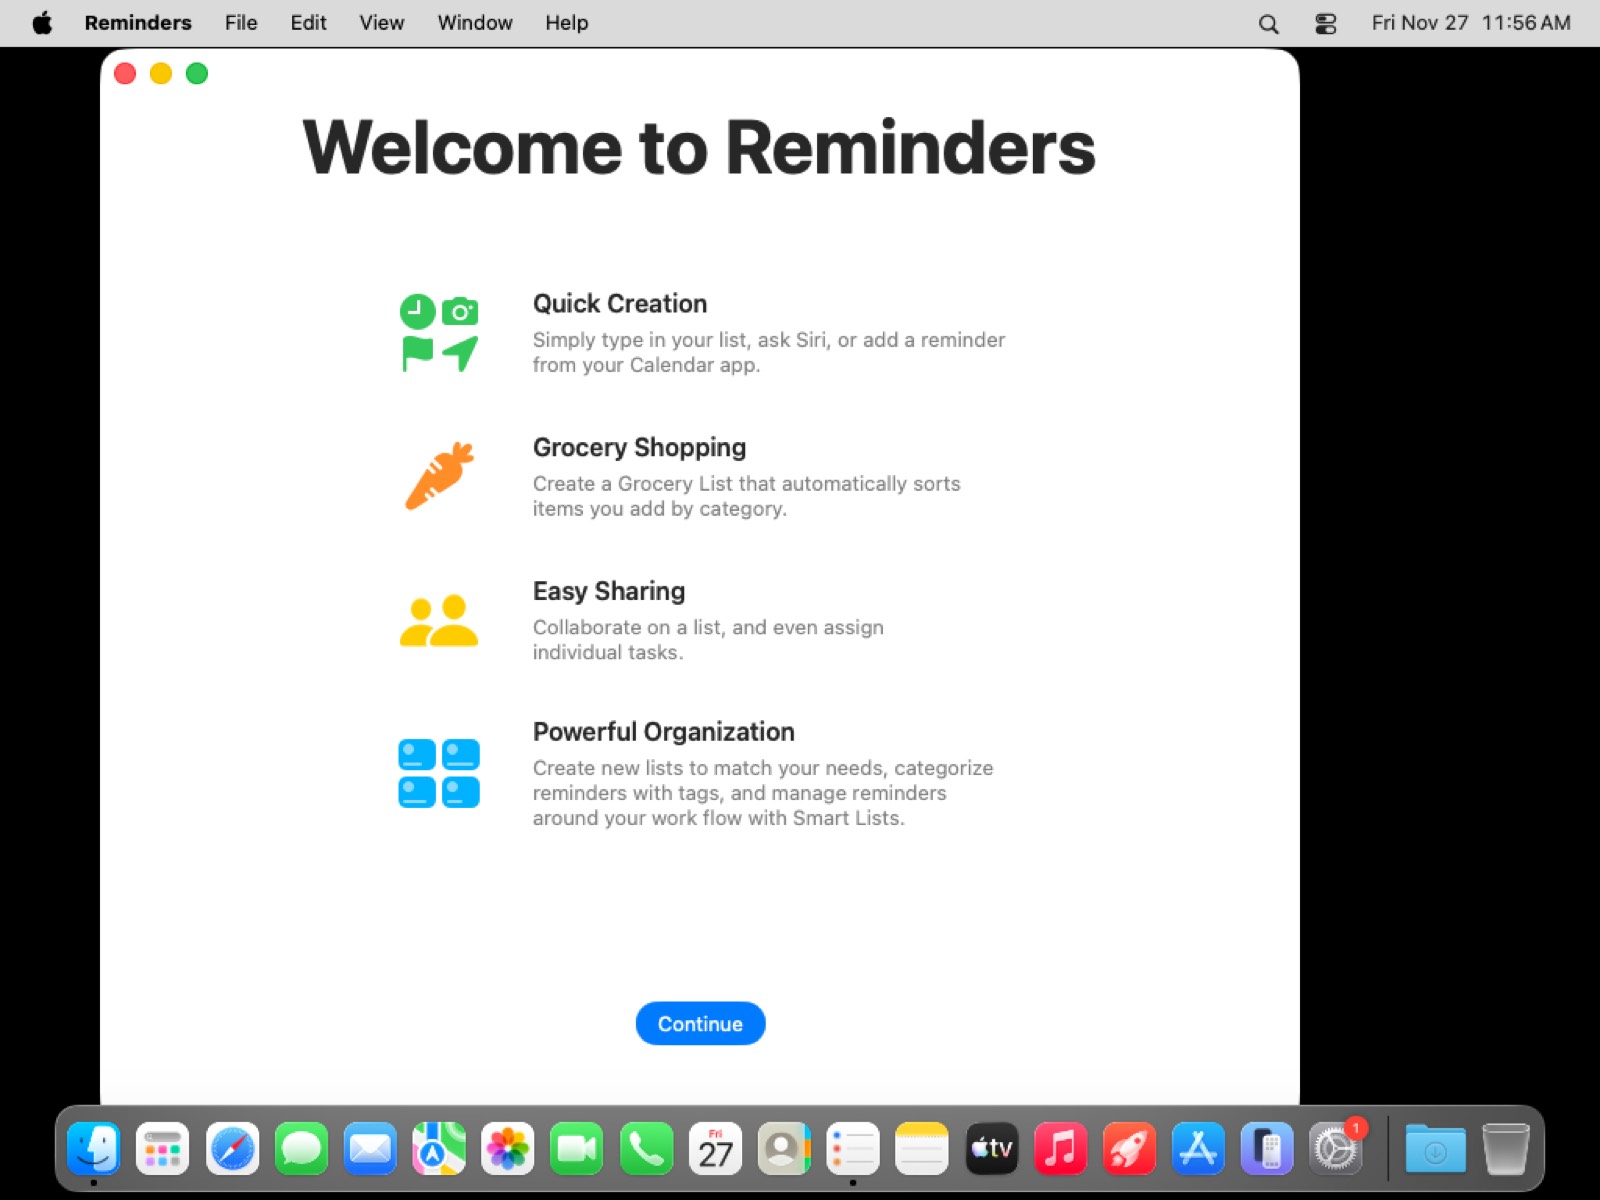 Reminders File Edit View Window Help Fri Nov 27 11:56 AM
Welcome to Reminders
Quick Creation
Simply type in your list, ask Siri, or add a reminder
from your Calendar app.
Grocery Shopping
Create a Grocery List that automatically sorts
items you add by category.
Easy Sharing
Collaborate on a list, and even assign
individual tasks.
Powerful Organization
Create new lists to match your needs, categorize
reminders with tags, and manage reminders
around your work flow with Smart Lists.
Continue
Fri
27
tv
1